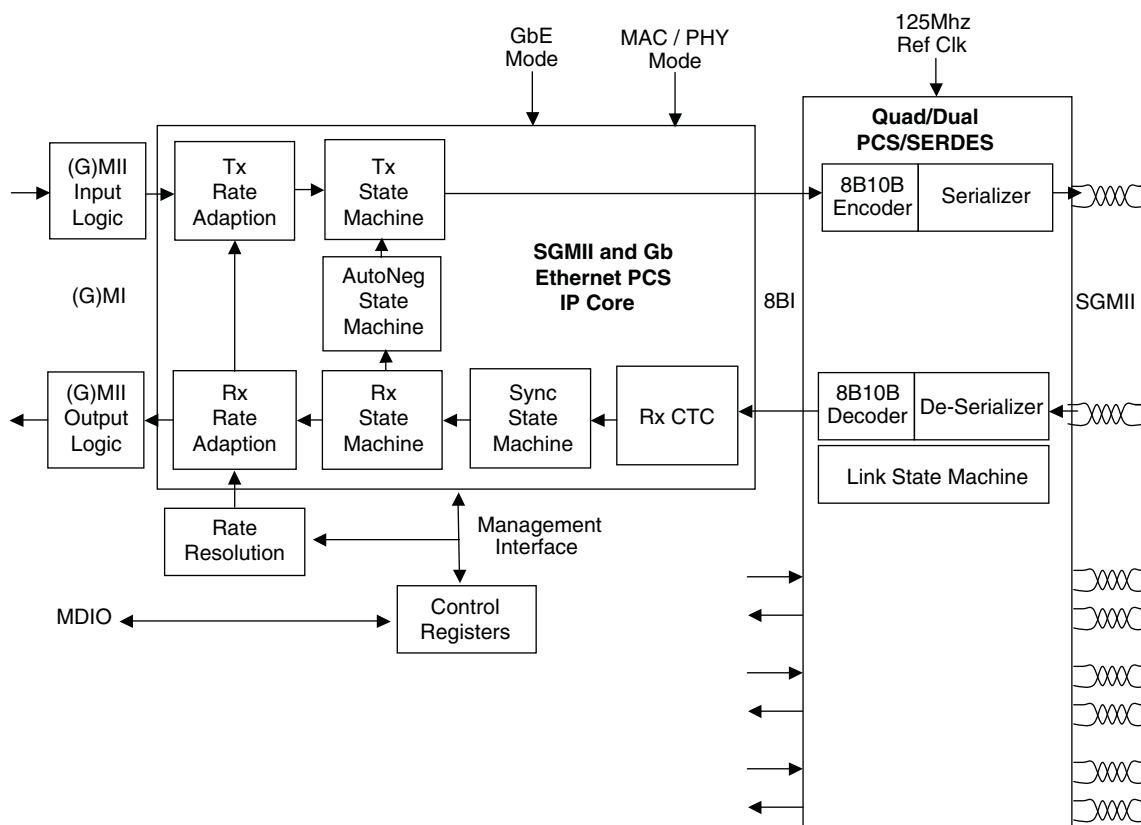 GbE
Mode
MAC / PHY
Mode
125Mhz
Ref Clk
(G)MII
Input
Logic
Tx
Rate
Adaption
Tx
State
Machine
Quad/Dual
PCS/SERDES
8B10B
Encoder
Serializer
(G)MI
AutoNeg
State
Machine
SGMII and Gb
Ethernet PCS
IP Core
8BI
SGMII
(G)MII
Output
Logic
Rx
Rate
Adaption
Rx
State
Machine
Sync
State
Machine
Rx CTC
8B10B
Decoder
De-Serializer
Link State Machine
Rate
Resolution
Management
Interface
MDIO
Control
Registers